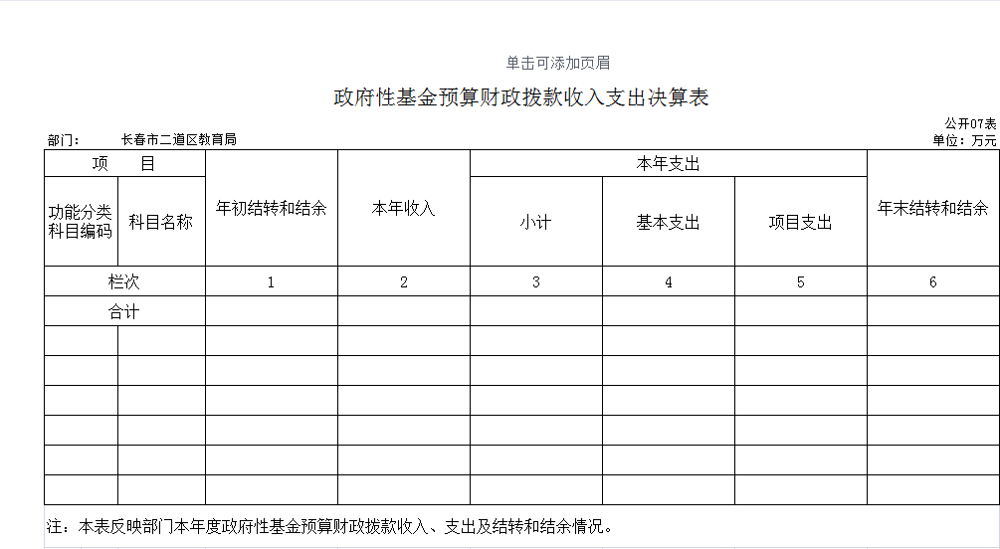 单击可添加页眉
政府性基金预算财政拨款收入支出决算表
公开07表
部门： 长春市二道区教育局 单位：万元
项 目 年初结转和结余 本年收入 本年支出 年末结转和结余
功能分类科目编码 科目名称 小计 基本支出 项目支出
栏次 1 2 3 4 5 6
合计
注：本表反映部门本年度政府性基金预算财政拨款收入、支出及结转和结余情况。